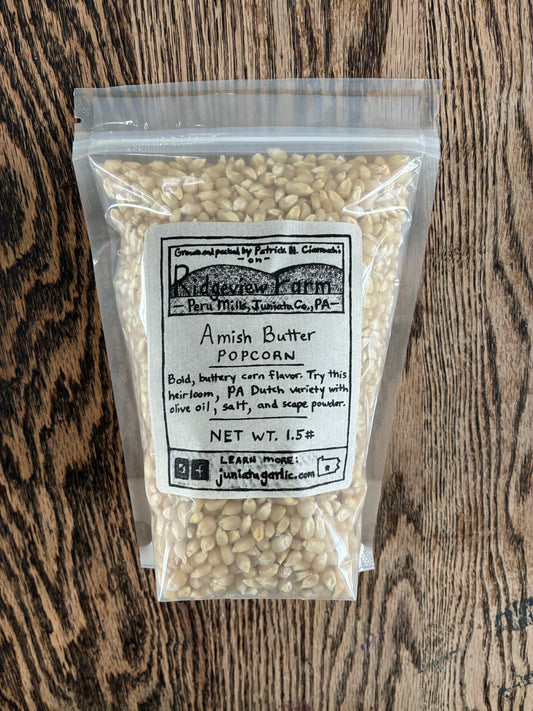 Grown and packed by Patrick M. Ciarrocchi
-on-
Ridgeview Farm
- Peru Mills, Juniata Co., PA -
Amish Butter
POPCORN
Bold, buttery corn flavor. Try this
heirloom, PA Dutch variety with
olive oil, salt, and scape powder.
NET WT. 1.5#
LEARN MORE:
juniatagarlic.com